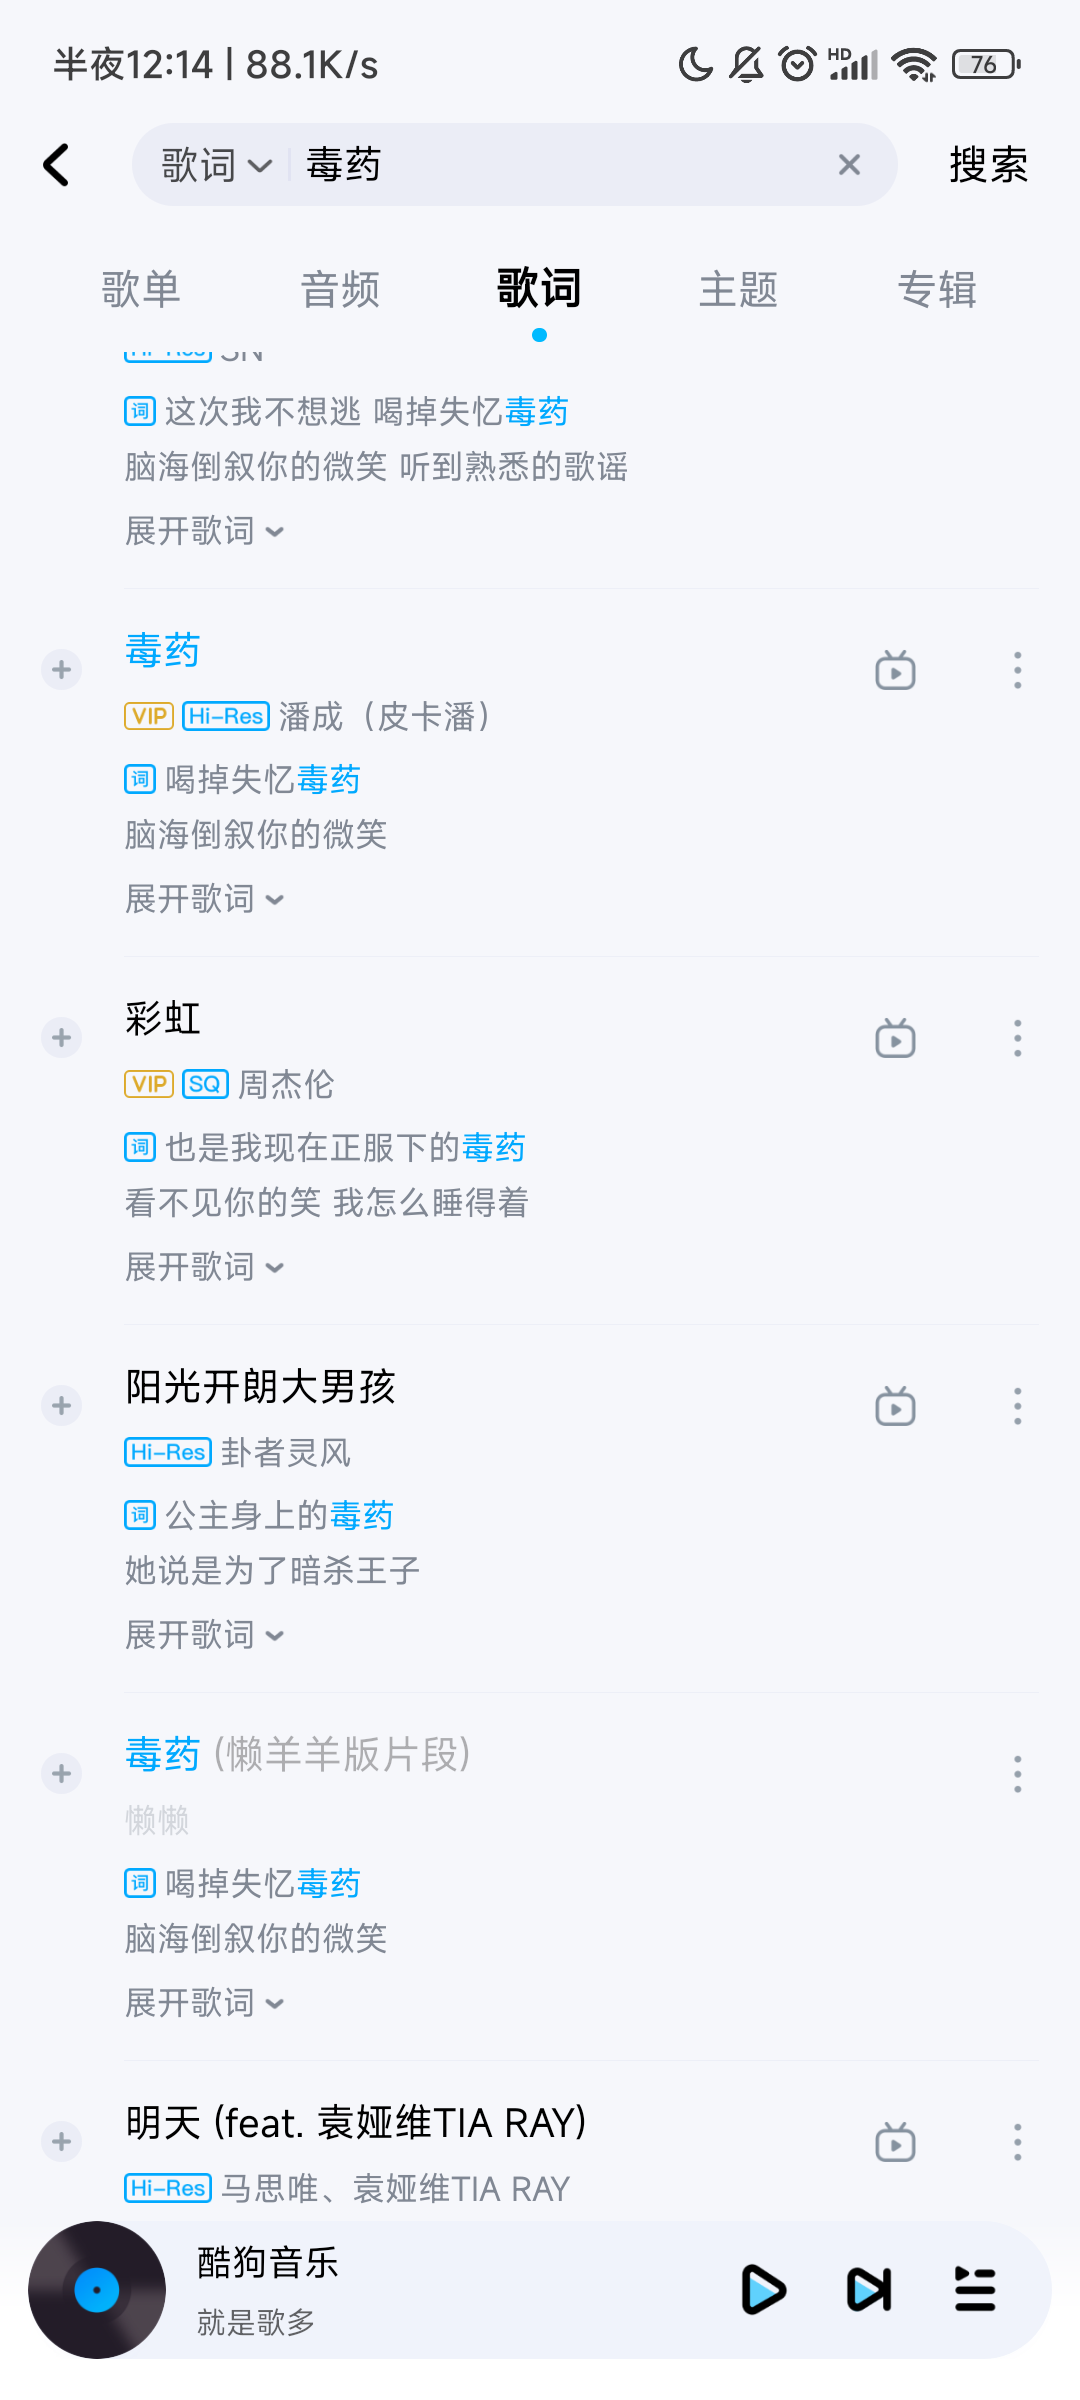 半夜12:14 | 88.1K/s
HD
76
歌词
毒药
搜索
歌单 音频 歌词 主题 专辑
词 这次我不想逃 喝掉失忆毒药
脑海倒叙你的微笑 听到熟悉的歌谣
展开歌词
毒药
VIP Hi-Res 潘成（皮卡潘）
词 喝掉失忆毒药
脑海倒叙你的微笑
展开歌词
彩虹
VIP SQ 周杰伦
词 也是我现在正服下的毒药
看不见你的笑 我怎么睡得着
展开歌词
阳光开朗大男孩
Hi-Res 卦者灵风
词 公主身上的毒药
她说是为了暗杀王子
展开歌词
毒药 (懒羊羊版片段)
懒懒
词 喝掉失忆毒药
脑海倒叙你的微笑
展开歌词
明天 (feat. 袁娅维TIA RAY)
Hi-Res 马思唯、袁娅维TIA RAY
酷狗音乐
就是歌多